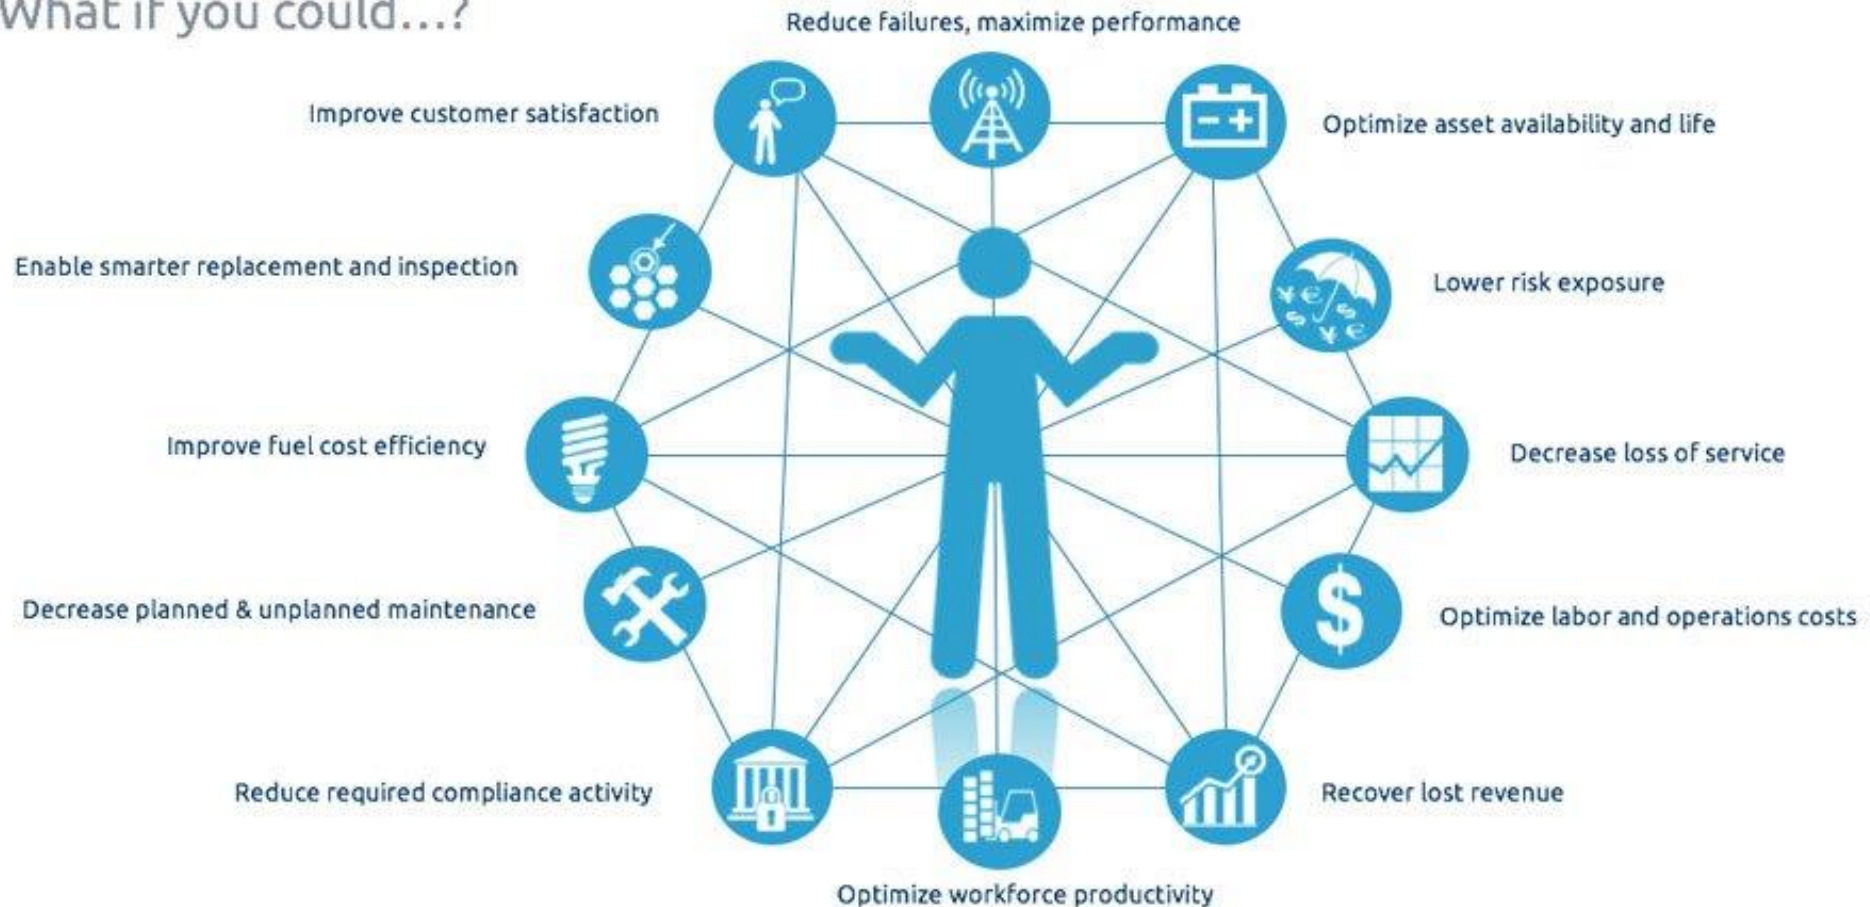 What if you could...?
Reduce failures, maximize performance
Improve customer satisfaction
Optimize asset availability and life
Enable smarter replacement and inspection
Lower risk exposure
Improve fuel cost efficiency
Decrease loss of service
Decrease planned & unplanned maintenance
Optimize labor and operations costs
Reduce required compliance activity
Recover lost revenue
Optimize workforce productivity